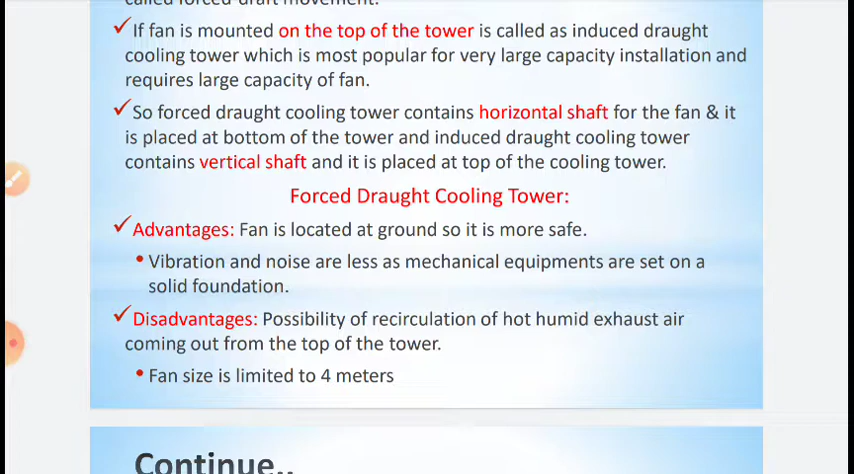 called forced-draft movement.
✓If fan is mounted on the top of the tower is called as induced draught
cooling tower which is most popular for very large capacity installation and
requires large capacity of fan.
✓So forced draught cooling tower contains horizontal shaft for the fan & it
is placed at bottom of the tower and induced draught cooling tower
contains vertical shaft and it is placed at top of the cooling tower.
Forced Draught Cooling Tower:
✓Advantages: Fan is located at ground so it is more safe.
• Vibration and noise are less as mechanical equipments are set on a
solid foundation.
✓Disadvantages: Possibility of recirculation of hot humid exhaust air
coming out from the top of the tower.
• Fan size is limited to 4 meters
Continue..